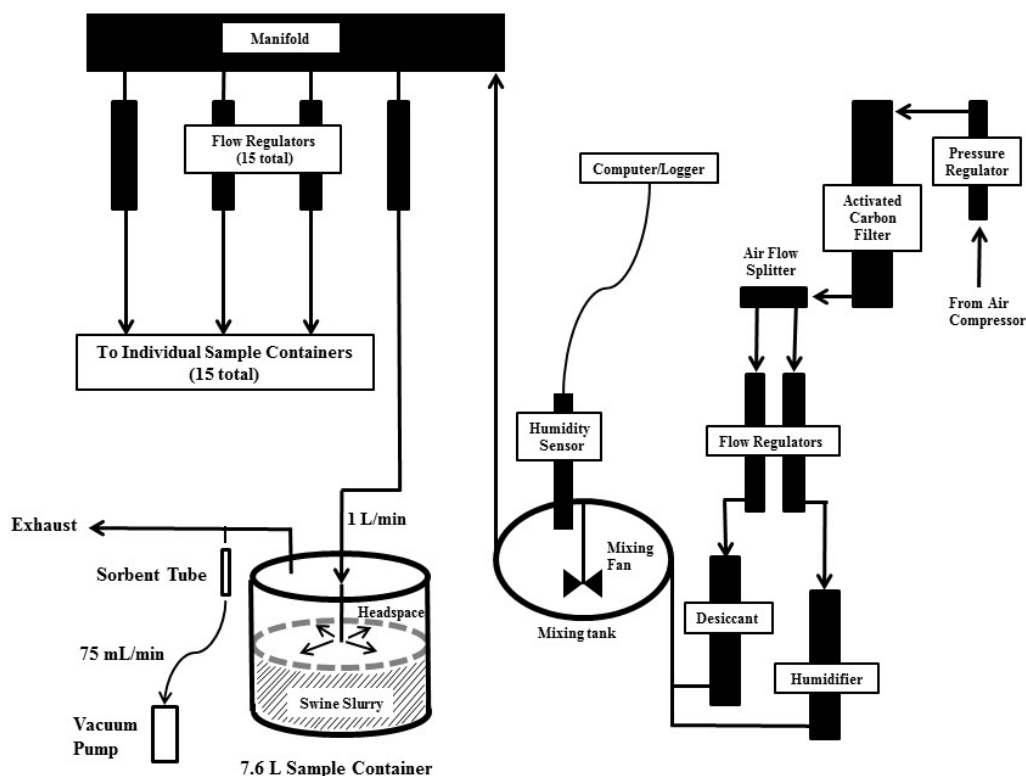 Manifold
Flow Regulators
(15 total)
To Individual Sample Containers
(15 total)
Computer/Logger
Pressure
Regulator
Activated
Carbon
Filter
Air Flow
Splitter
From Air
Compressor
Humidity
Sensor
Flow Regulators
Mixing
Fan
Mixing tank
Desiccant
Humidifier
1 L/min
Exhaust
Sorbent Tube
Headspace
75 mL/min
Swine Slurry
Vacuum
Pump
7.6 L Sample Container